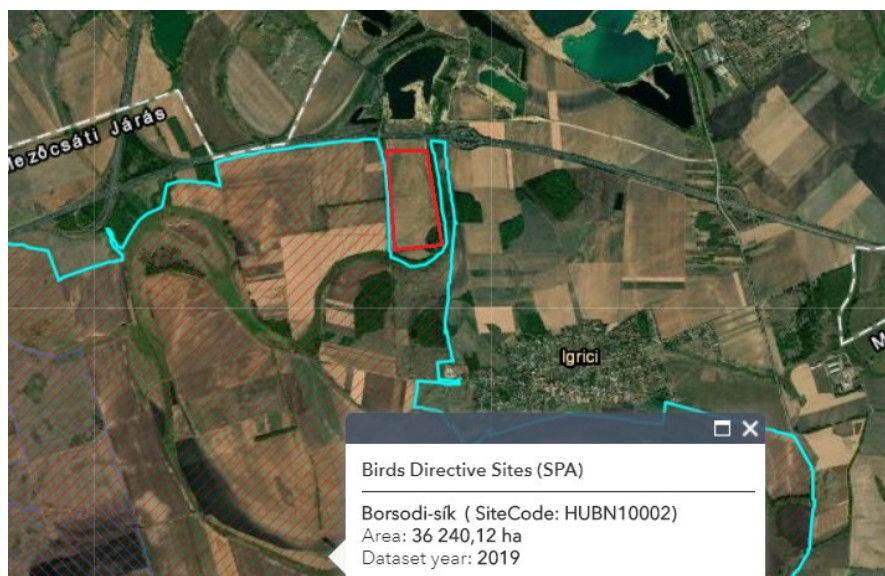 Mezőcsáti Járás
Igrici
M
Birds Directive Sites (SPA)
Borsodi-sík ( SiteCode: HUBN10002)
Area: 36 240,12 ha
Dataset year: 2019